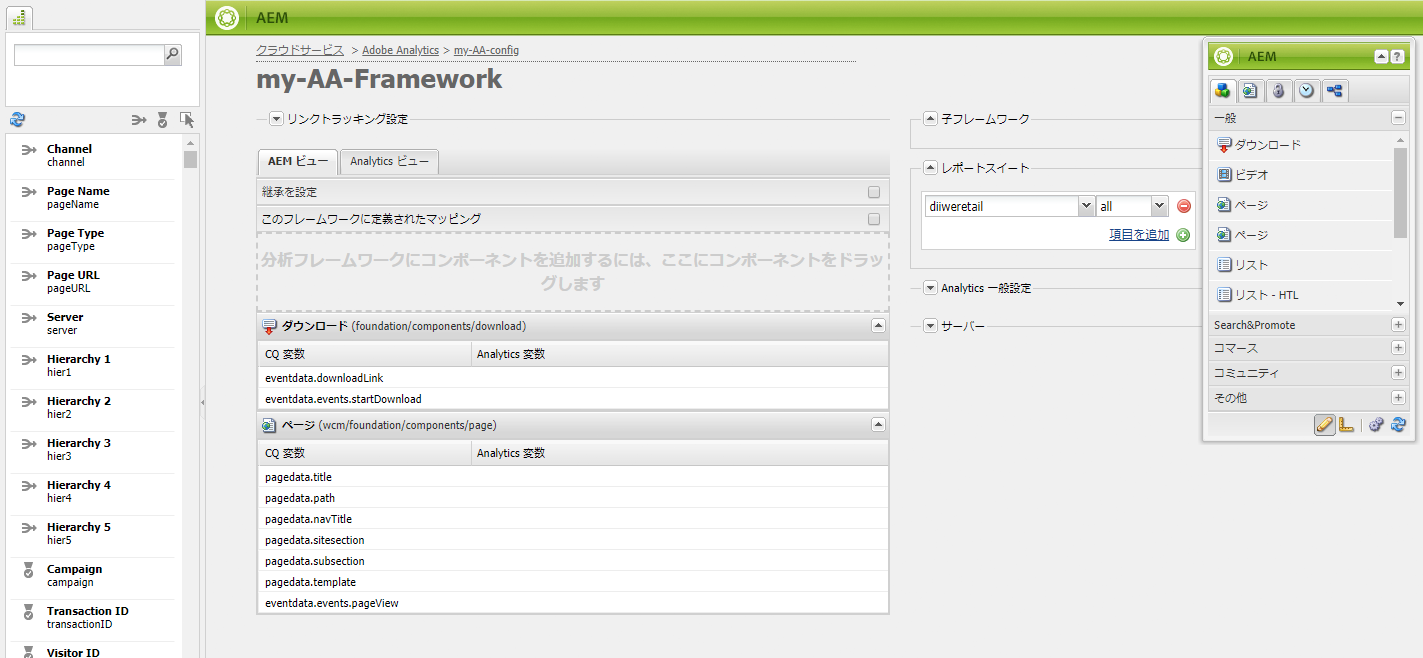 AEM
クラウドサービス > Adobe Analytics > my-AA-config
my-AA-Framework
リンクトラッキング設定
AEM ビュー
Analytics ビュー
継承を設定
このフレームワークに定義されたマッピング
分析フレームワークにコンポーネントを追加するには、ここにコンポーネントをドラッ
グします
ダウンロード (foundation/components/download)
CQ 変数
Analytics 変数
eventdata.downloadLink
eventdata.events.startDownload
ページ (wcm/foundation/components/page)
CQ 変数
Analytics 変数
pagedata.title
pagedata.path
pagedata.navTitle
pagedata.sitesection
pagedata.subsection
pagedata.template
eventdata.events.pageView
Channel
channel
Page Name
pageName
Page Type
pageType
Page URL
pageURL
Server
server
Hierarchy 1
hier1
Hierarchy 2
hier2
Hierarchy 3
hier3
Hierarchy 4
hier4
Hierarchy 5
hier5
Campaign
campaign
Transaction ID
transactionID
Visitor ID
子フレームワーク
レポートスイート
diiweretail
all
項目を追加
Analytics 一般設定
サーバー
AEM
一般
ダウンロード
ビデオ
ページ
ページ
リスト
リスト - HTL
Search&Promote
コマース
コミュニティ
その他